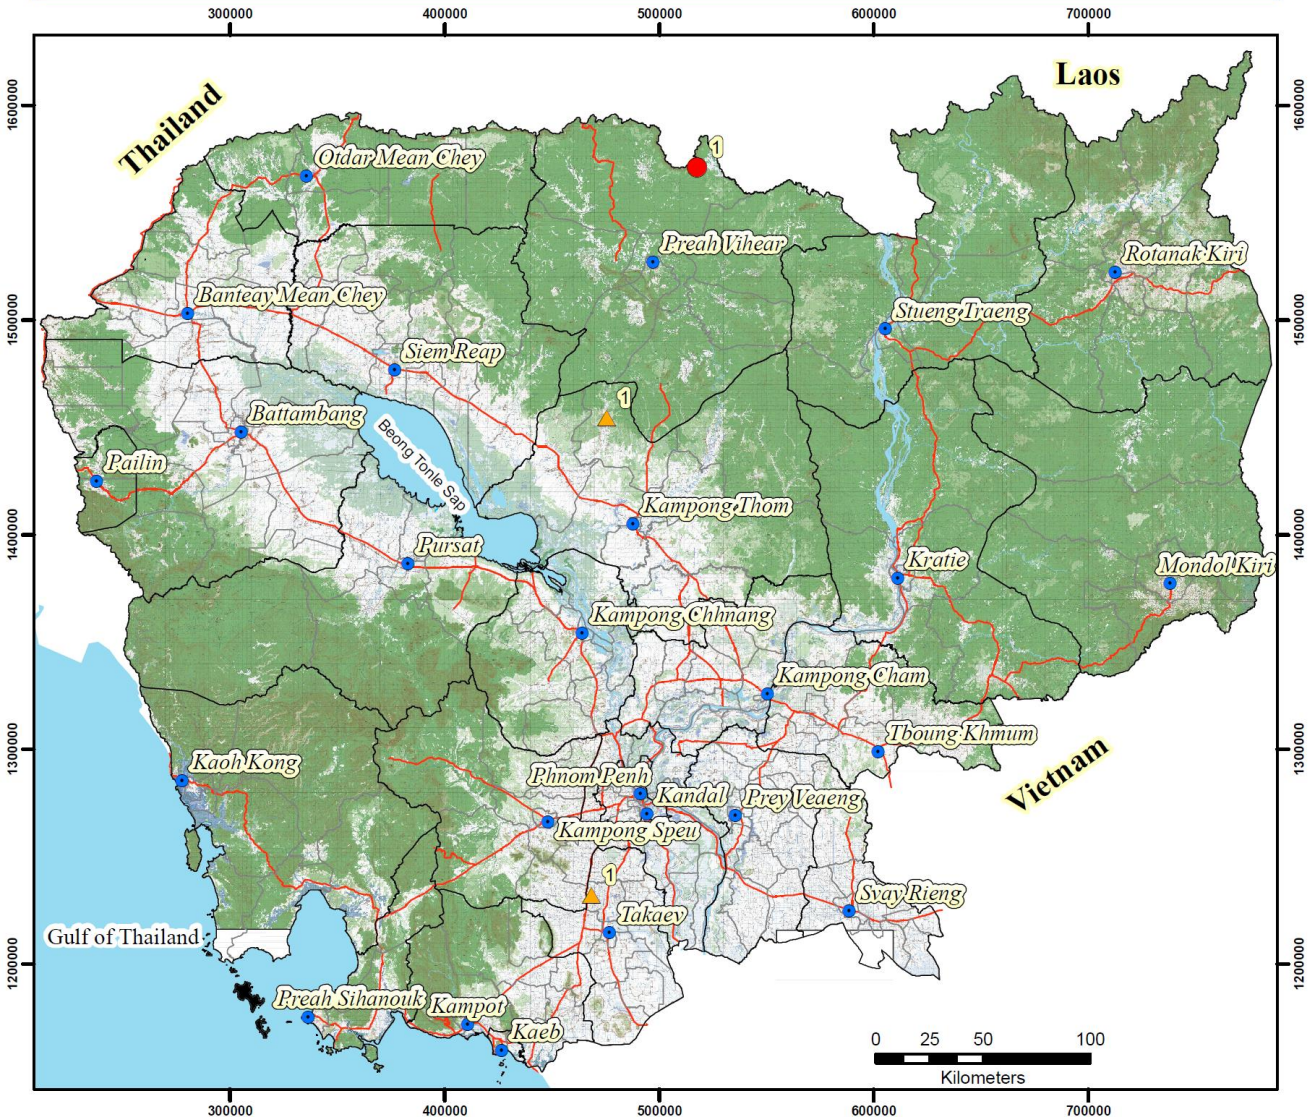 300000 400000 500000 600000 700000
Laos
1600000 1600000
Thailand
1
Otdar Mean Chey
Preah Vihear
Rotanak Kiri
Banteay Mean Chey
Stueng Traeng
1500000 1500000
Siem Reap
1
Battambang
Beong Tonle Sap
Pailin
Kampong Thom
1400000 1400000
Pursat
Kratie
Mondol Kiri
Kampong Chhnang
Kampong Cham
Tboung Khmum
1300000 1300000
Kaoh Kong
Vietnam
Phnom Penh
Kandal
Prey Veaeng
Kampong Speu
1
Svay Rieng
Takaev
Gulf of Thailand
1200000 1200000
Preah Sihanouk
Kampot
Kaeb
0 25 50 100
Kilometers
300000 400000 500000 600000 700000